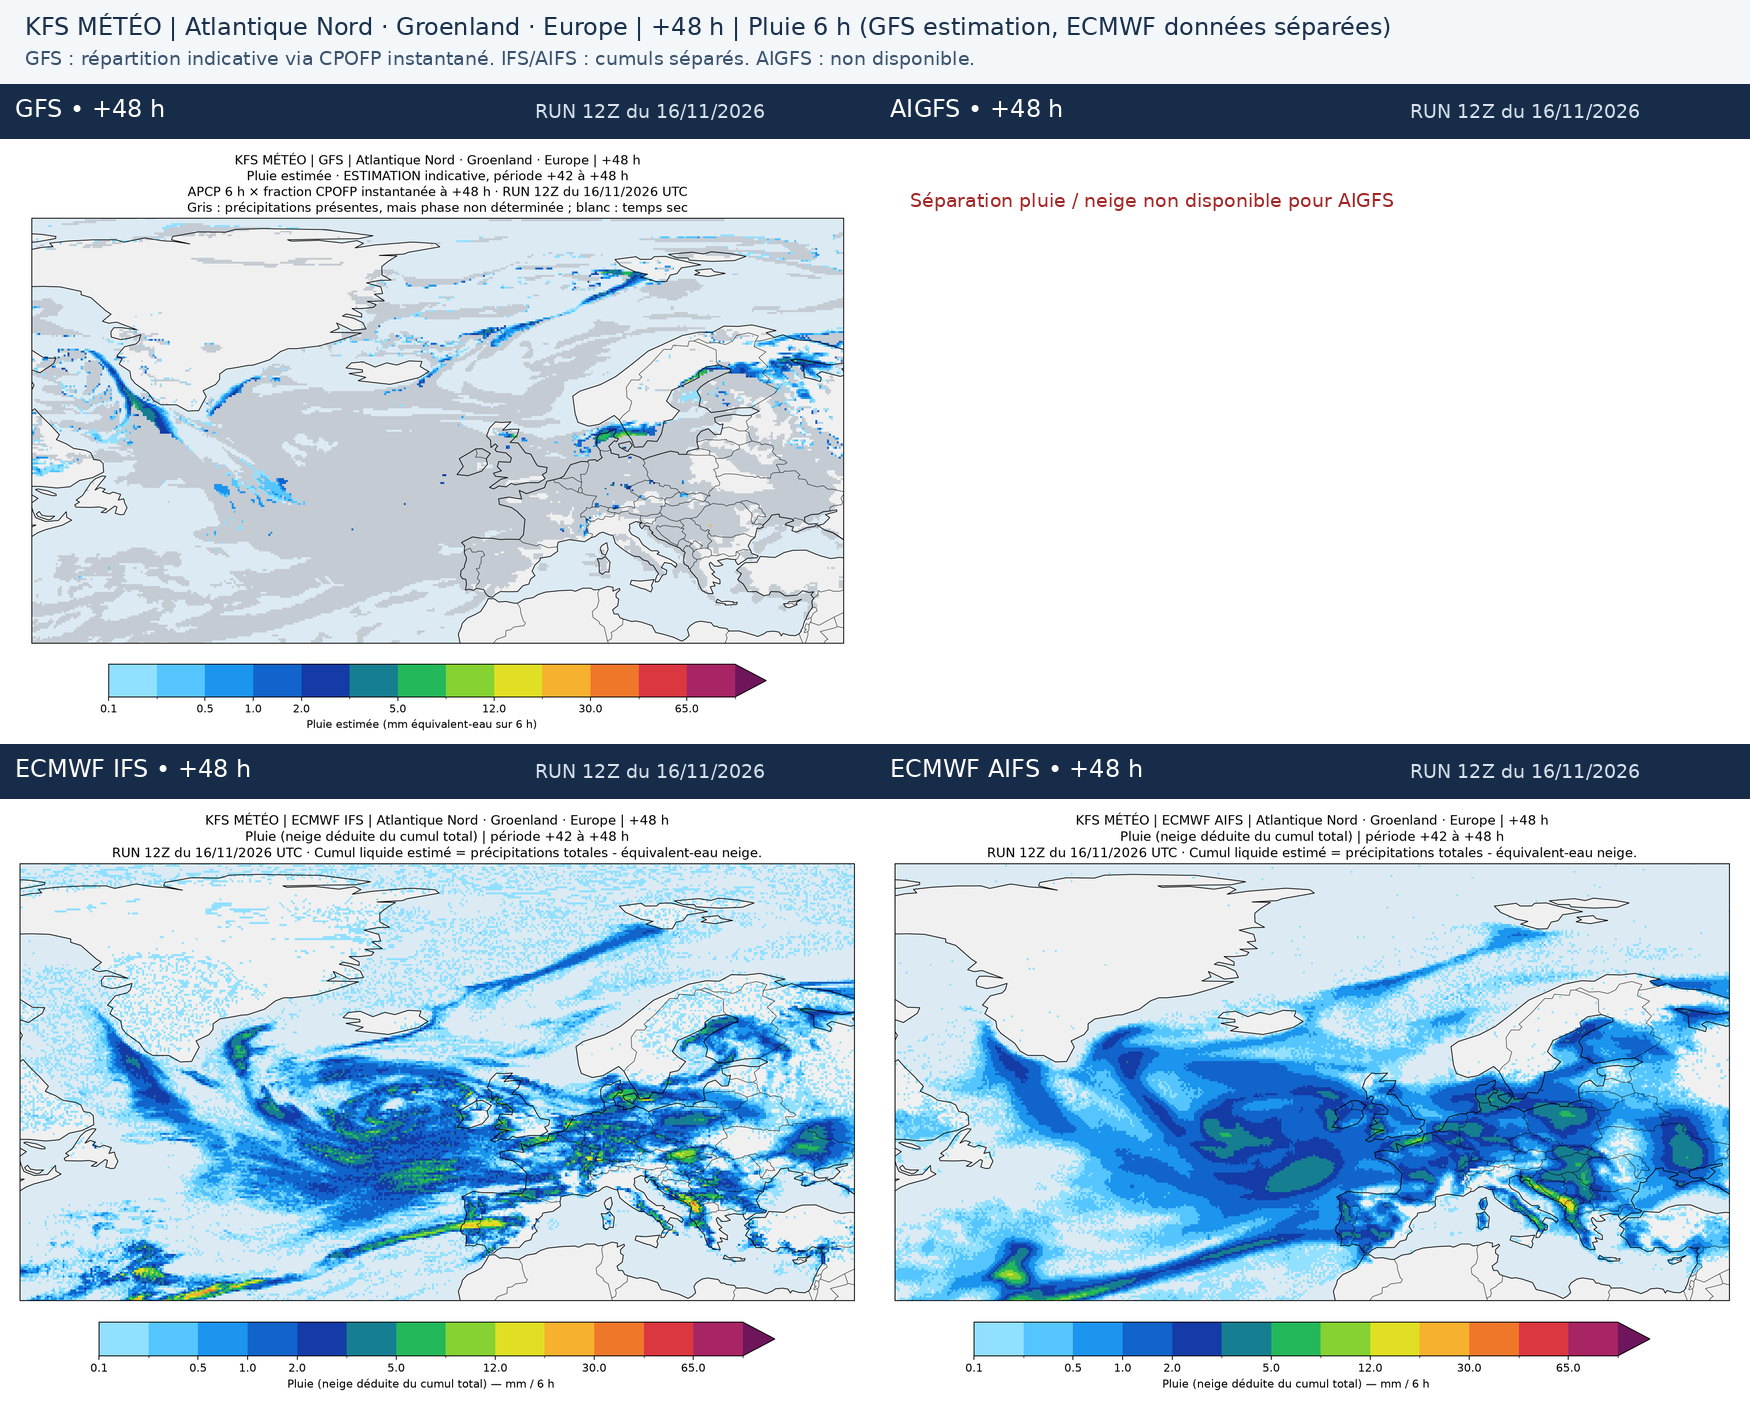 KFS MÉTÉO | Atlantique Nord · Groenland · Europe | +48 h | Pluie 6 h (GFS estimation, ECMWF données séparées)
GFS : répartition indicative via CPOFP instantané. IFS/AIFS : cumuls séparés. AIGFS : non disponible.
GFS • +48 h
RUN 12Z du 16/11/2026
AIGFS • +48 h
RUN 12Z du 16/11/2026
KFS MÉTÉO | GFS | Atlantique Nord · Groenland · Europe | +48 h
Pluie estimée · ESTIMATION indicative, période +42 à +48 h
APCP 6 h × fraction CPOFP instantanée à +48 h · RUN 12Z du 16/11/2026 UTC
Gris : précipitations présentes, mais phase non déterminée ; blanc : temps sec
Séparation pluie / neige non disponible pour AIGFS
0.1 0.5 1.0 2.0 5.0 12.0 30.0 65.0
Pluie estimée (mm équivalent-eau sur 6 h)
ECMWF IFS • +48 h
RUN 12Z du 16/11/2026
ECMWF AIFS • +48 h
RUN 12Z du 16/11/2026
KFS MÉTÉO | ECMWF IFS | Atlantique Nord · Groenland · Europe | +48 h
Pluie (neige déduite du cumul total) | période +42 à +48 h
RUN 12Z du 16/11/2026 UTC · Cumul liquide estimé = précipitations totales - équivalent-eau neige.
0.1 0.5 1.0 2.0 5.0 12.0 30.0 65.0
Pluie (neige déduite du cumul total) — mm / 6 h
KFS MÉTÉO | ECMWF AIFS | Atlantique Nord · Groenland · Europe | +48 h
Pluie (neige déduite du cumul total) | période +42 à +48 h
RUN 12Z du 16/11/2026 UTC · Cumul liquide estimé = précipitations totales - équivalent-eau neige.
0.1 0.5 1.0 2.0 5.0 12.0 30.0 65.0
Pluie (neige déduite du cumul total) — mm / 6 h